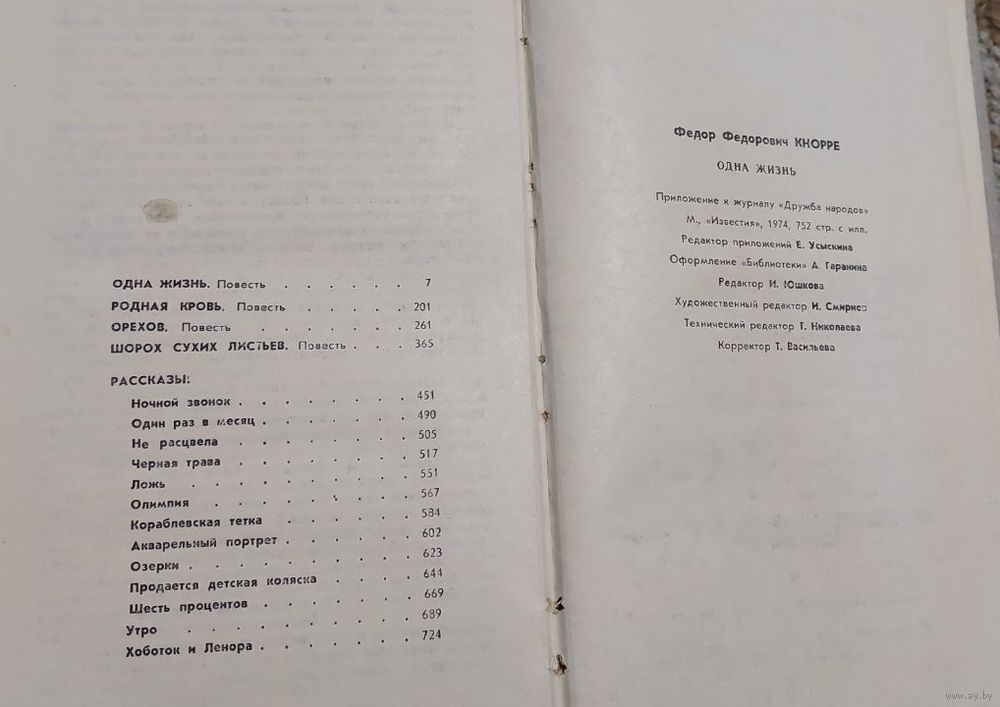 ОДНА ЖИЗНЬ. Повесть . . . . . . 7
РОДНАЯ КРОВЬ. Повесть . . . . . 201
ОРЕХОВ. Повесть . . . . . . . 261
ШОРОХ СУХИХ ЛИСТЬЕВ. Повесть . . . 365
РАССКАЗЫ:
Ночной звонок . . . . . . . . 451
Один раз в месяц . . . . . . . 490
Не расцвела . . . . . . . . 505
Черная трава . . . . . . . . 517
Ложь . . . . . . . . . . 551
Олимпия . . . . . . . . . 567
Кораблевская тетка . . . . . . 584
Акварельный портрет . . . . . . 602
Озерки . . . . . . . . . . 623
Продается детская коляска . . . . 644
Шесть процентов . . . . . . . 669
Утро . . . . . . . . . . 689
Хоботок и Ленора . . . . . . . 724
Федор Федорович КНОРРЕ
ОДНА ЖИЗНЬ
Приложение к журналу «Дружба народов»
М., «Известия», 1974, 752 стр. с илл.
Редактор приложений Е. Усыскина
Оформление «Библиотеки» А. Гаранина
Редактор И. Юшкова
Художественный редактор И. Смирнов
Технический редактор Т. Николаева
Корректор Т. Васильева
www.ay.by